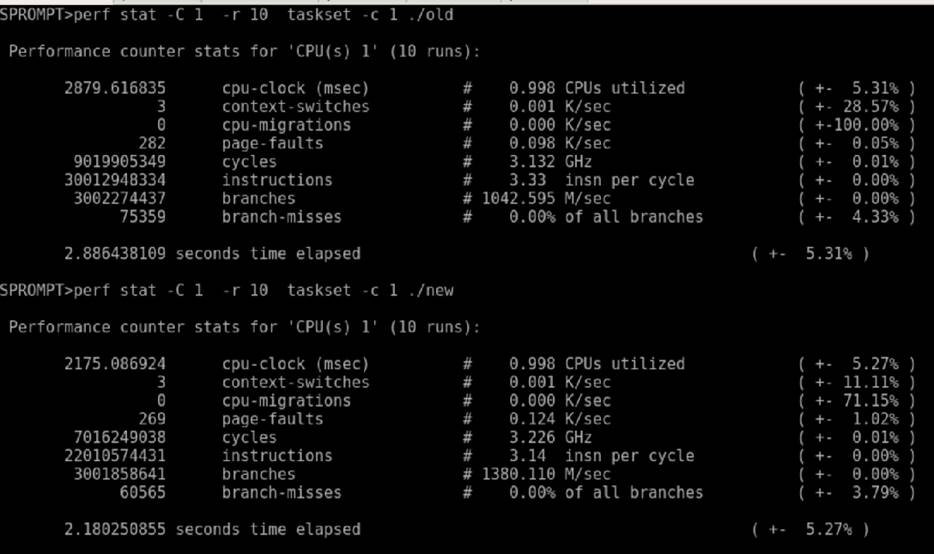 SPROMPT>perf stat -C 1  -r 10  taskset -c 1 ./old
Performance counter stats for 'CPU(s) 1' (10 runs):
2879.616835      cpu-clock (msec)          #    0.998 CPUs utilized            ( +-  5.31% )
3      context-switches          #    0.001 K/sec                    ( +- 28.57% )
0      cpu-migrations            #    0.000 K/sec                    ( +-100.00% )
282      page-faults               #    0.098 K/sec                    ( +-  0.05% )
9019905349      cycles                    #    3.132 GHz                      ( +-  0.01% )
30012948334      instructions              #    3.33  insn per cycle           ( +-  0.00% )
3002274437      branches                  # 1042.595 M/sec                    ( +-  0.00% )
75359      branch-misses             #    0.00% of all branches          ( +-  4.33% )
2.886438109 seconds time elapsed                                          ( +-  5.31% )
SPROMPT>perf stat -C 1  -r 10  taskset -c 1 ./new
Performance counter stats for 'CPU(s) 1' (10 runs):
2175.086924      cpu-clock (msec)          #    0.998 CPUs utilized            ( +-  5.27% )
3      context-switches          #    0.001 K/sec                    ( +- 11.11% )
0      cpu-migrations            #    0.000 K/sec                    ( +- 71.15% )
269      page-faults               #    0.124 K/sec                    ( +-  1.02% )
7016249038      cycles                    #    3.226 GHz                      ( +-  0.01% )
22010574431      instructions              #    3.14  insn per cycle           ( +-  0.00% )
3001858641      branches                  # 1380.110 M/sec                    ( +-  0.00% )
60565      branch-misses             #    0.00% of all branches          ( +-  3.79% )
2.180250855 seconds time elapsed                                          ( +-  5.27% )